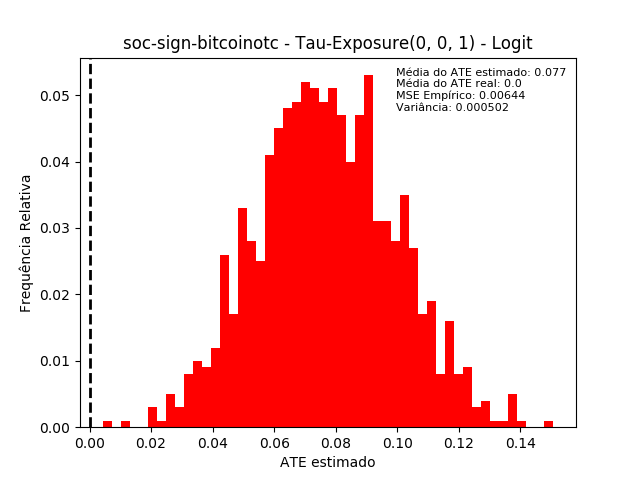 soc-sign-bitcoinotc - Tau-Exposure(0, 0, 1) - Logit
Média do ATE estimado: 0.077
Média do ATE real: 0.0
MSE Empírico: 0.00644
Variância: 0.000502
Frequência Relativa
0.05
0.04
0.03
0.02
0.01
0.00
0.00 0.02 0.04 0.06 0.08 0.10 0.12 0.14
ATE estimado